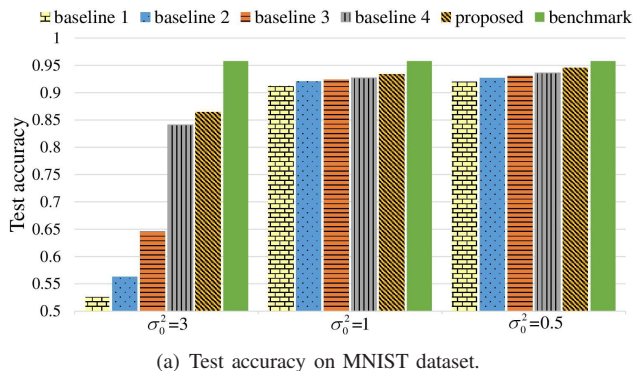 baseline 1 baseline 2 baseline 3 baseline 4 proposed benchmark
1
0.95
0.9
0.85
0.8
0.75
0.7
0.65
0.6
0.55
0.5
Test accuracy
σ₀²=3 σ₀²=1 σ₀²=0.5
(a) Test accuracy on MNIST dataset.